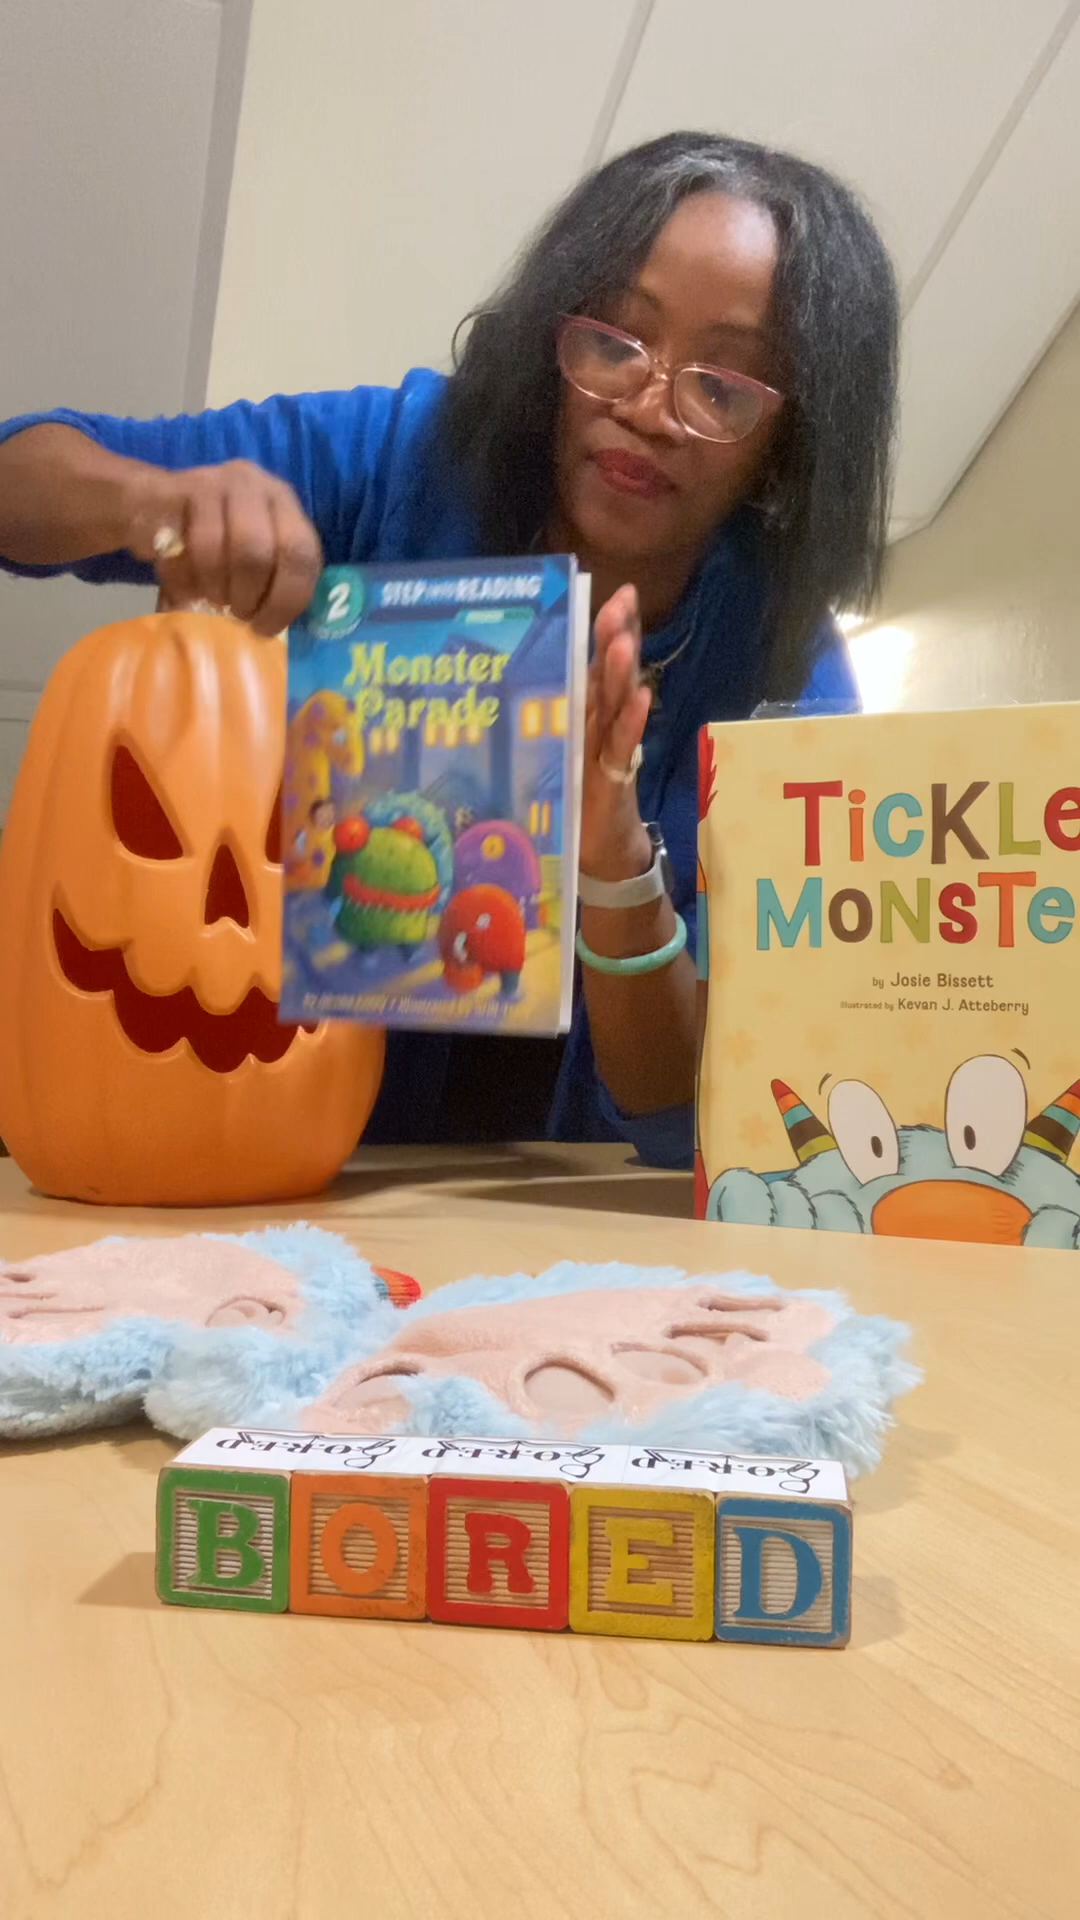 2 STEP INTO READING
Monster
Parade
TICKLE
MONSTE
by Josie Bissett
illustrated by Kevan J. Atteberry
B.O.R.E.D B.O.R.E.D B.O.R.E.D
BORED